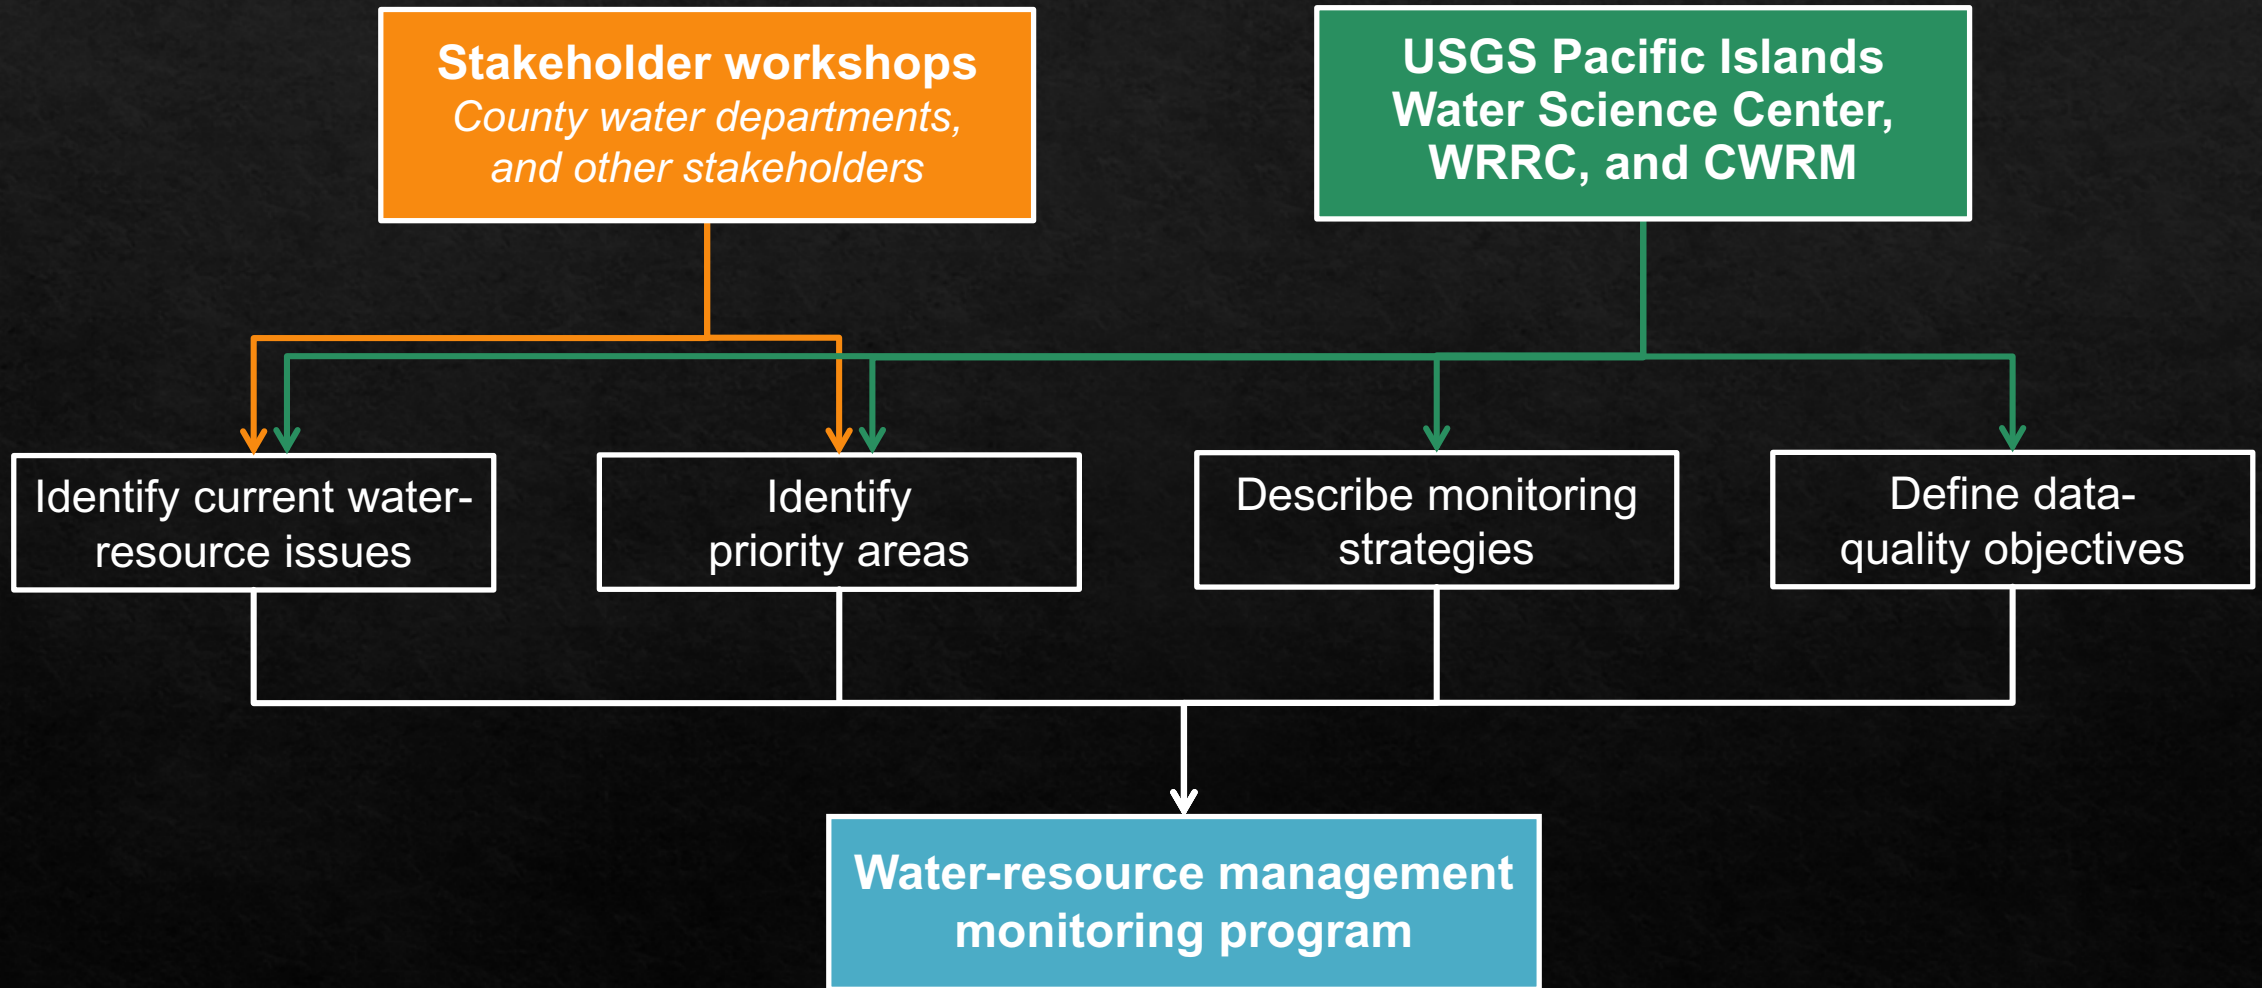 Stakeholder workshops
County water departments,
and other stakeholders
USGS Pacific Islands
Water Science Center,
WRRC, and CWRM
Identify current water-
resource issues
Identify
priority areas
Describe monitoring
strategies
Define data-
quality objectives
Water-resource management
monitoring program